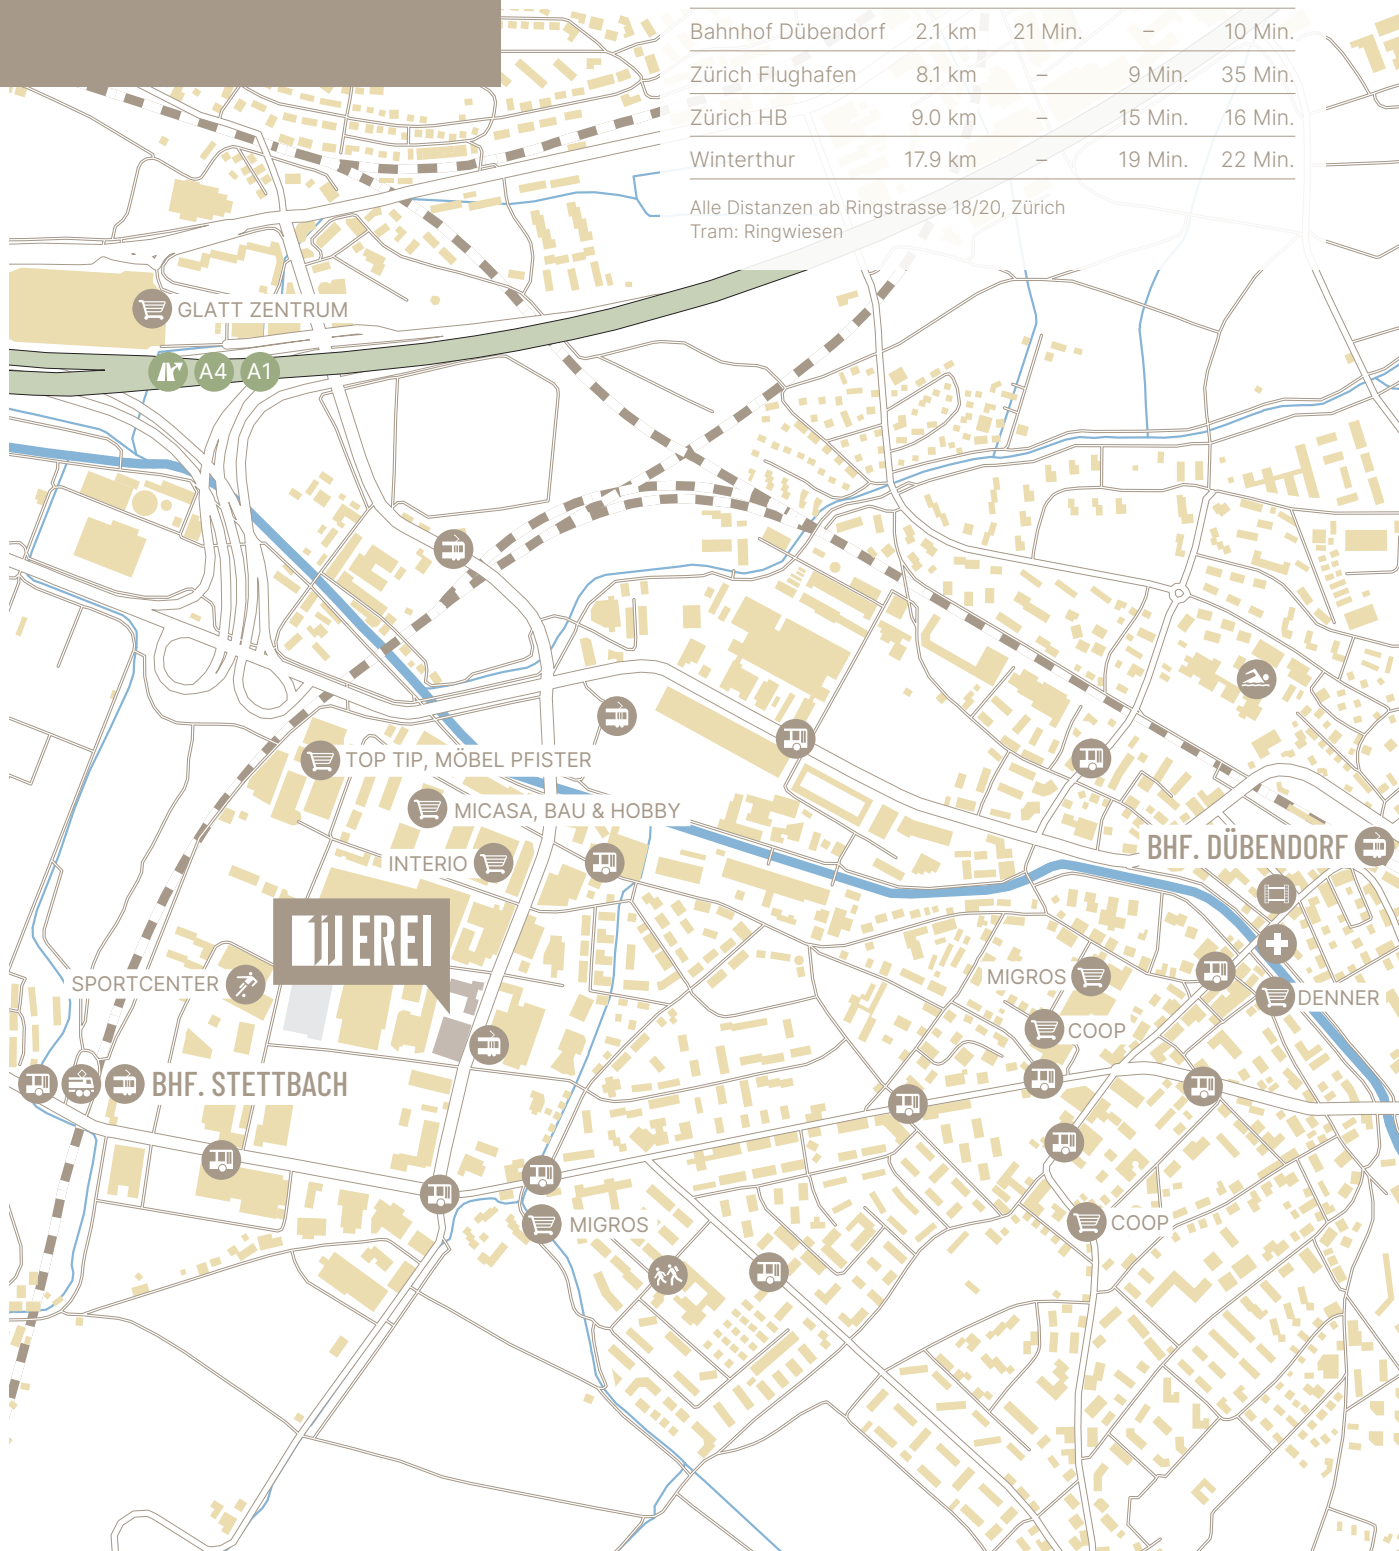 Bahnhof Dübendorf 2.1 km 21 Min. – 10 Min.
Zürich Flughafen 8.1 km – 9 Min. 35 Min.
Zürich HB 9.0 km – 15 Min. 16 Min.
Winterthur 17.9 km – 19 Min. 22 Min.
Alle Distanzen ab Ringstrasse 18/20, Zürich
Tram: Ringwiesen
GLATT ZENTRUM
A4 A1
TOP TIP, MÖBEL PFISTER
MICASA, BAU & HOBBY
BHF. DÜBENDORF
INTERIO
EREI
SPORTCENTER
MIGROS
DENNER
COOP
BHF. STETTBACH
MIGROS
COOP